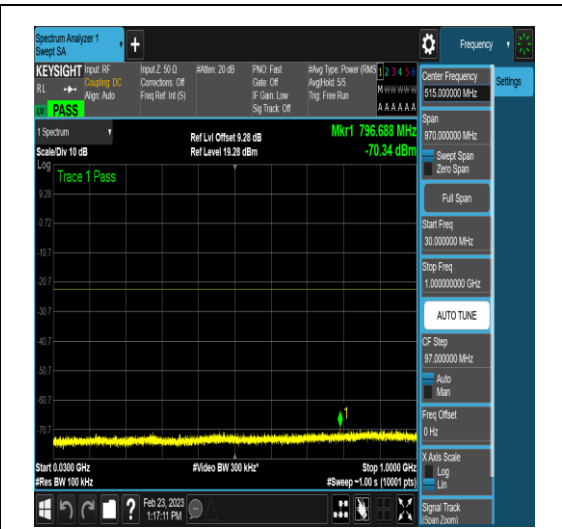 Spectrum Analyzer 1
Swept SA
Frequency
KEYSIGHT Input: RF Input Z: 50 Ω #Atten: 20 dB PNO: Fast #Avg Type: Power (RMS 1 2 3 4 5 6
RL Coupling: DC Corrections: Off Gate: Off Avg|Hold: 5/5 M W W W W W
Align: Auto Freq Ref: Int (S) IF Gain: Low Trig: Free Run
Sig Track: Off A A A A A A
PASS
1 Spectrum
Scale/Div 10 dB
Ref Lvl Offset 9.28 dB
Ref Level 19.28 dBm
Mkr1 796.688 MHz
-70.34 dBm
Log
Trace 1 Pass
9.28
-0.72
-10.7
-20.7
-30.7
-40.7
-50.7
-60.7
-70.7
1
Start 0.0300 GHz #Video BW 300 kHz* Stop 1.0000 GHz
#Res BW 100 kHz #Sweep ~1.00 s (10001 pts)
Feb 23, 2023
1:17:11 PM
Center Frequency
515.000000 MHz
Settings
Span
970.000000 MHz
Swept Span
Zero Span
Full Span
Start Freq
30.000000 MHz
Stop Freq
1.000000000 GHz
AUTO TUNE
CF Step
97.000000 MHz
Auto
Man
Freq Offset
0 Hz
X Axis Scale
Log
Lin
Signal Track
(Span Zoom)